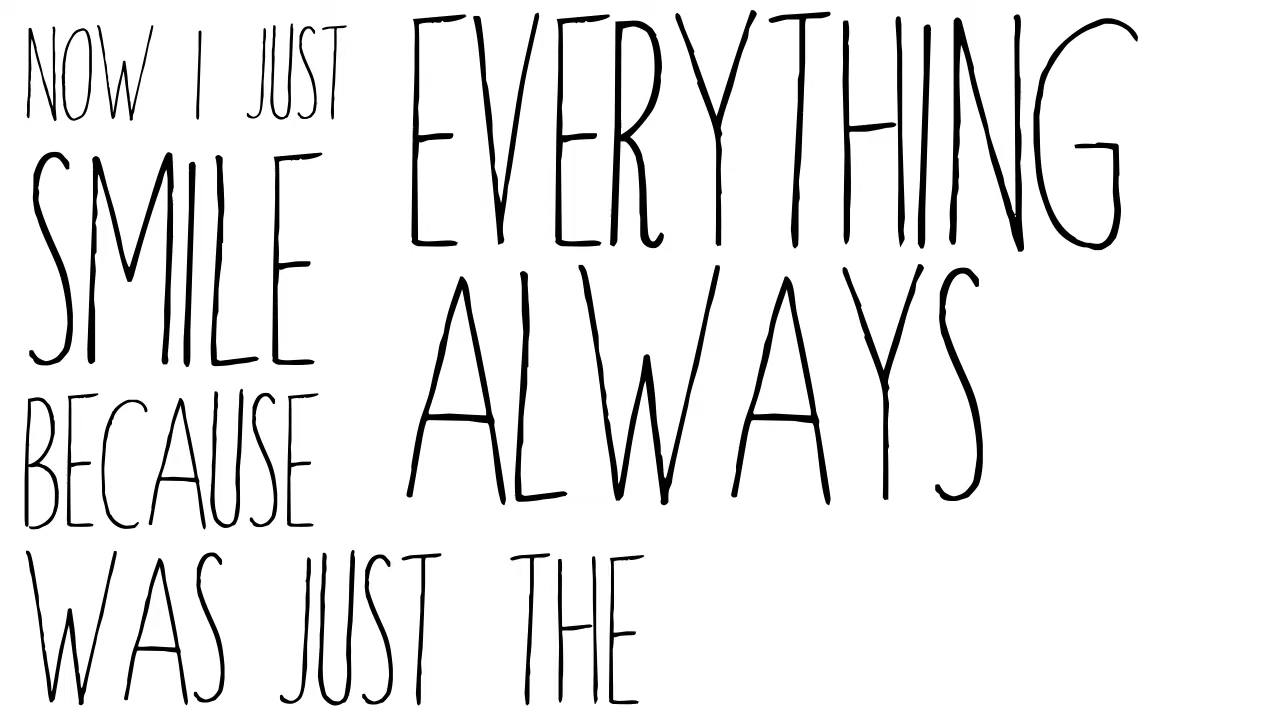 NOW I JUST
SMILE
BECAUSE
EVERYTHING
ALWAYS
WAS JUST THE